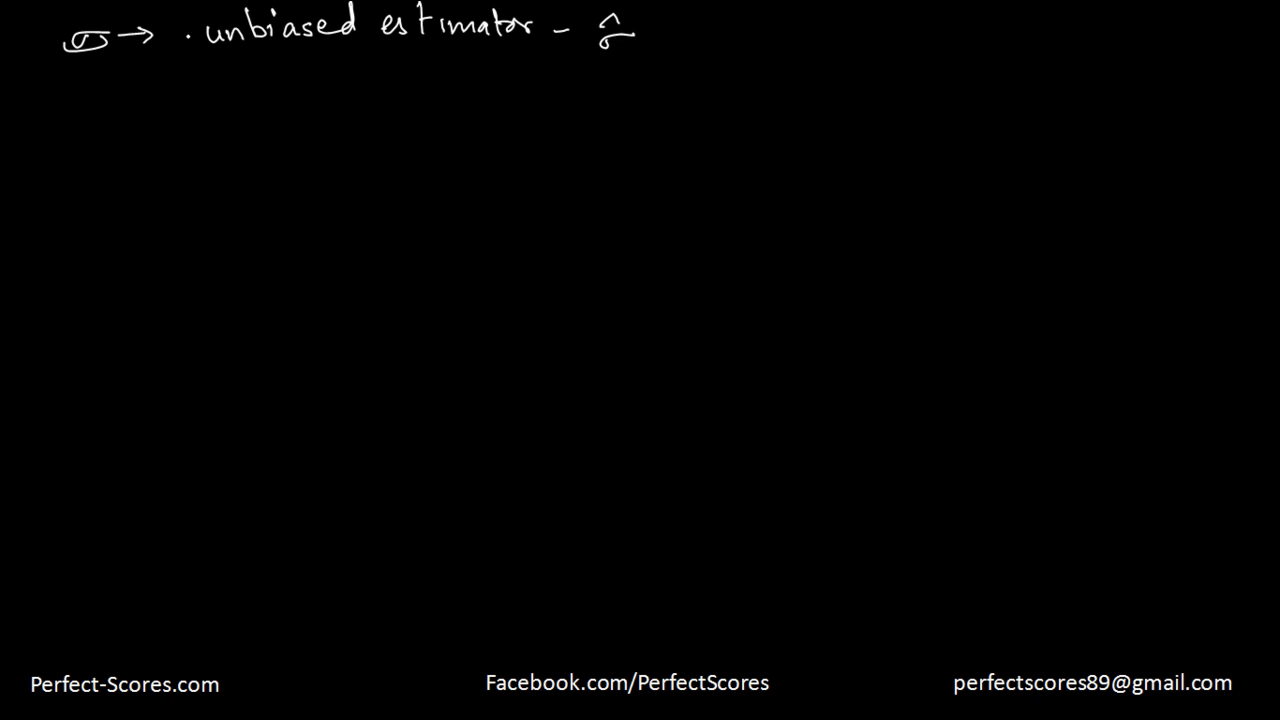 σ → . unbiased estimator - σ̂
Perfect-Scores.com
Facebook.com/PerfectScores
perfectscores89@gmail.com